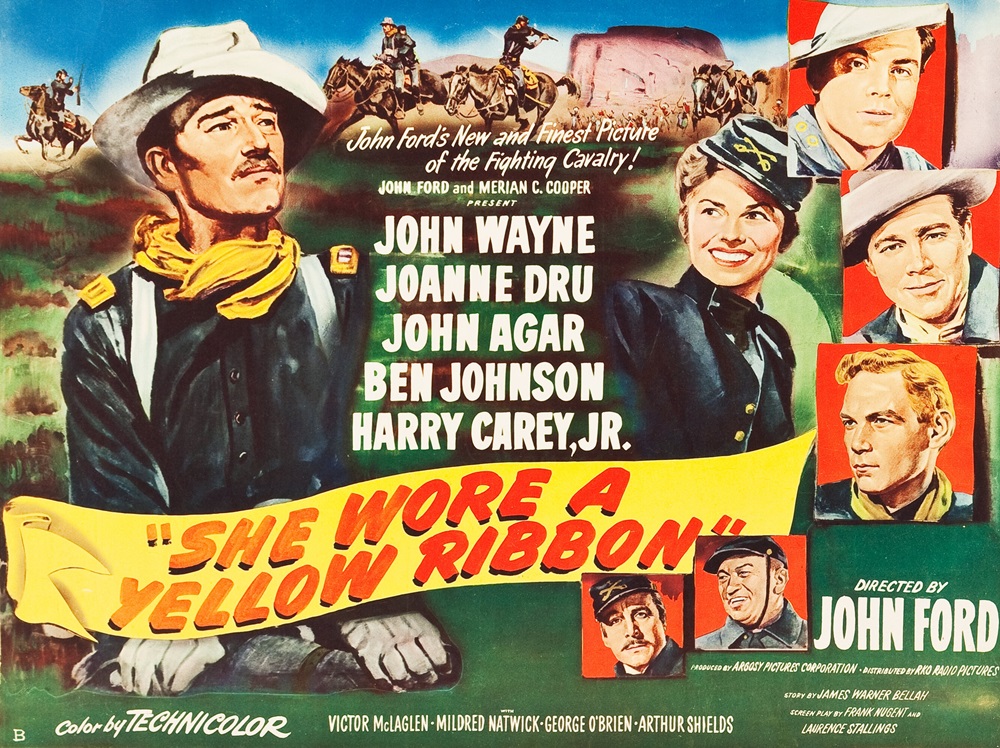 John Ford's New and Finest Picture
of the Fighting Cavalry!
JOHN FORD and MERIAN C. COOPER
PRESENT
JOHN WAYNE
JOANNE DRU
JOHN AGAR
BEN JOHNSON
HARRY CAREY, JR.
"SHE WORE A
YELLOW RIBBON"
DIRECTED BY
JOHN FORD
PRODUCED BY ARGOSY PICTURES CORPORATION · DISTRIBUTED BY RKO RADIO PICTURES
STORY BY JAMES WARNER BELLAH
SCREEN PLAY BY FRANK NUGENT AND
LAURENCE STALLINGS
Color by TECHNICOLOR
WITH
VICTOR McLAGLEN · MILDRED NATWICK · GEORGE O'BRIEN · ARTHUR SHIELDS
B